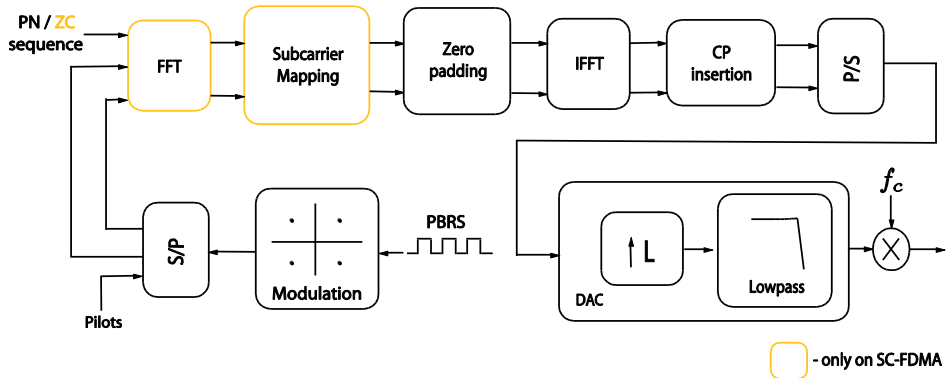 PN / ZC
sequence
FFT
Subcarrier
Mapping
Zero
padding
IFFT
CP
insertion
P/S
S/P
Modulation
PBRS
Pilots
L
Lowpass
DAC
f_c
- only on SC-FDMA